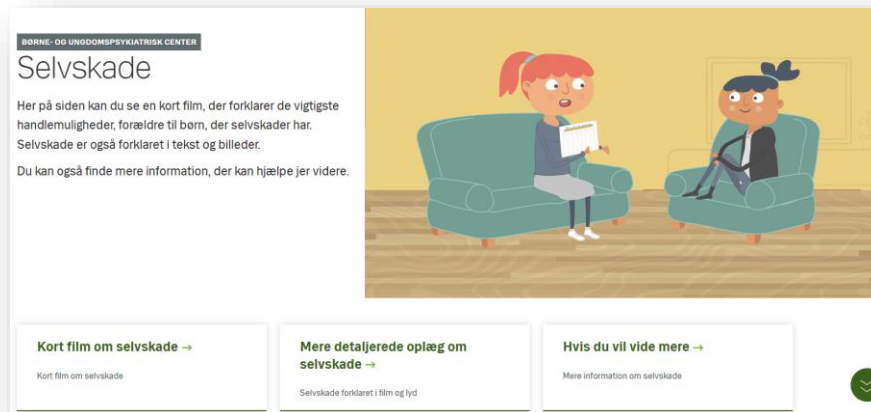 BØRNE- OG UNGDOMSPSYKIATRISK CENTER
Selvskade
Her på siden kan du se en kort film, der forklarer de vigtigste
handlemuligheder, forældre til børn, der selvskader har.
Selvskade er også forklaret i tekst og billeder.
Du kan også finde mere information, der kan hjælpe jer videre.
Kort film om selvskade →
Kort film om selvskade
Mere detaljerede oplæg om
selvskade →
Selvskade forklaret i film og lyd
Hvis du vil vide mere →
Mere information om selvskade